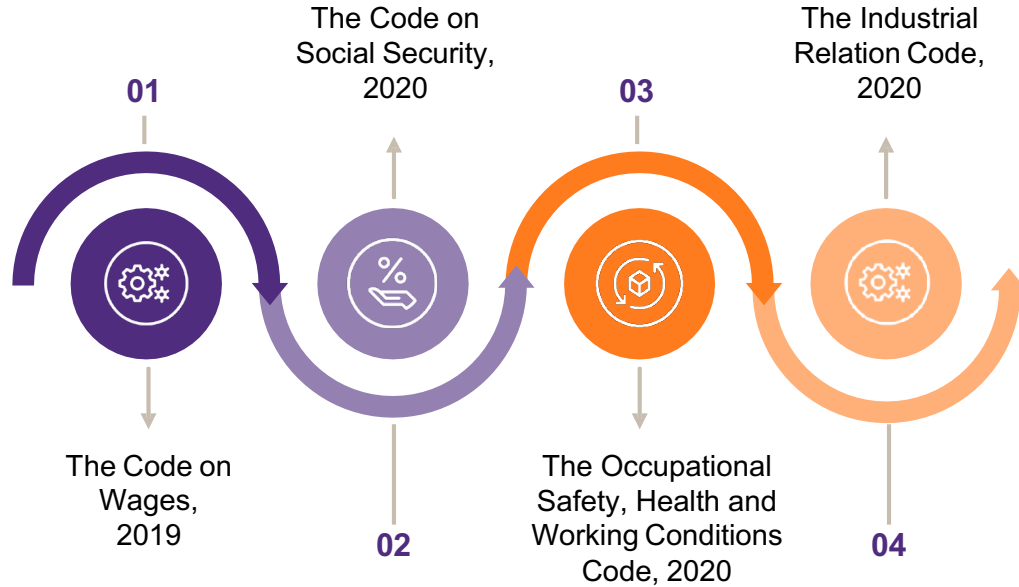 01
The Code on
Wages,
2019
The Code on
Social Security,
2020
02
03
The Occupational
Safety, Health and
Working Conditions
Code, 2020
The Industrial
Relation Code,
2020
04